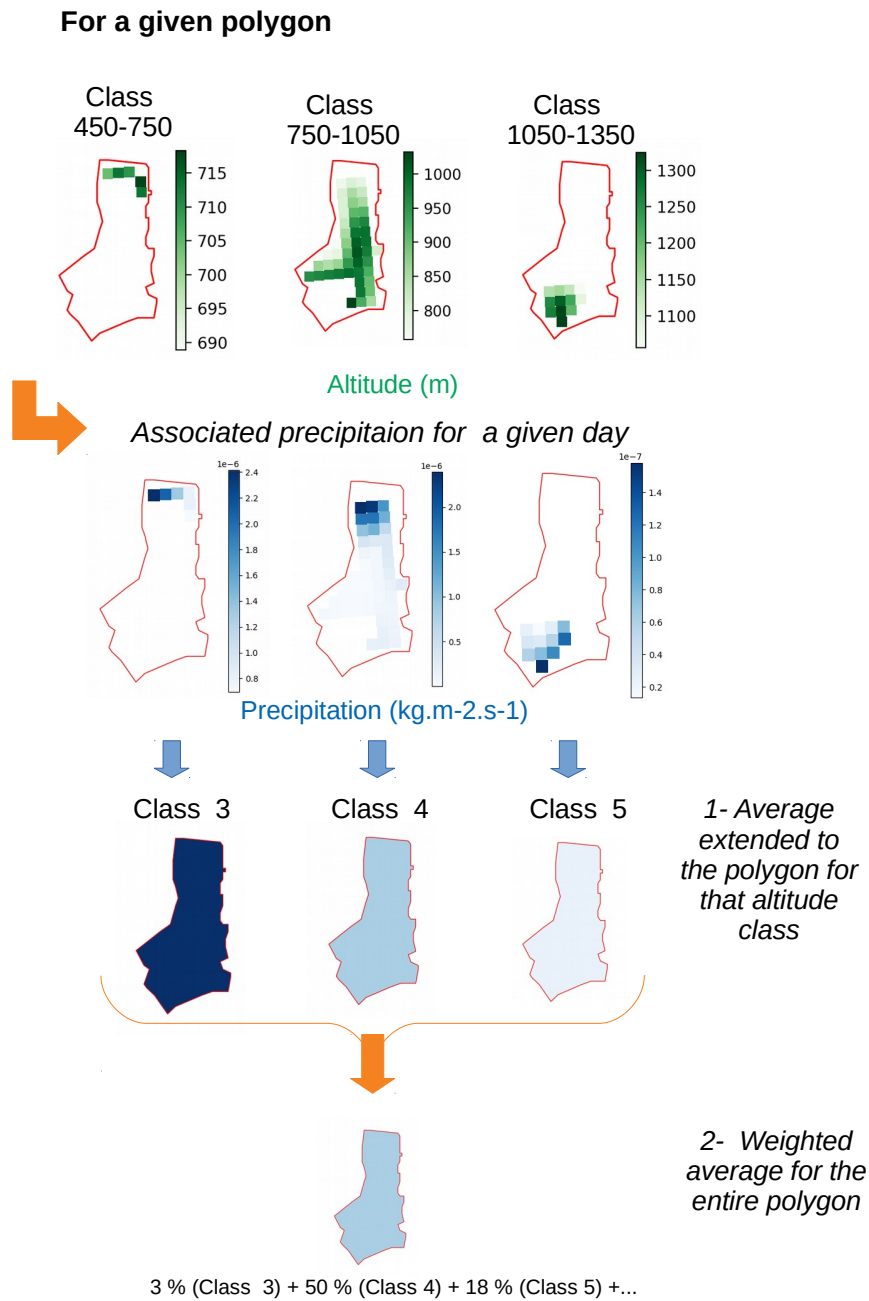 For a given polygon
Class
450-750
Class
750-1050
Class
1050-1350
715
710
705
700
695
690
1000
950
900
850
800
1300
1250
1200
1150
1100
Altitude (m)
Associated precipitaion for a given day
1e-6
2.4
2.2
2.0
1.8
1.6
1.4
1.2
1.0
0.8
1e-6
2.0
1.5
1.0
0.5
1e-7
1.4
1.2
1.0
0.8
0.6
0.4
0.2
Precipitation (kg.m-2.s-1)
Class 3
Class 4
Class 5
1- Average
extended to
the polygon for
that altitude
class
2- Weighted
average for the
entire polygon
3 % (Class 3) + 50 % (Class 4) + 18 % (Class 5) +...